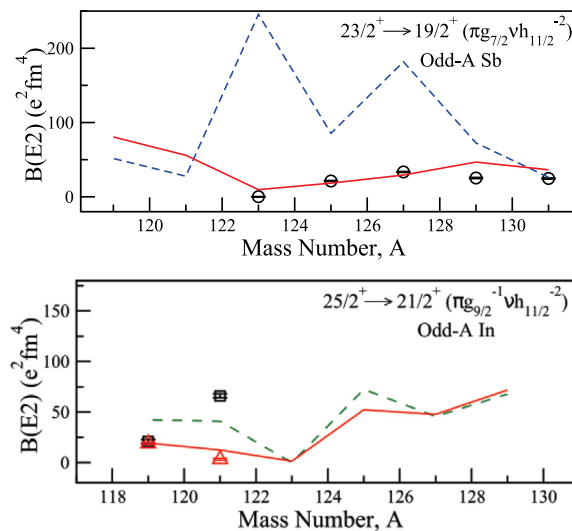 23/2⁺→19/2⁺ (πg₇/₂νh₁₁/₂⁻²)
Odd-A Sb
B(E2) (e²fm⁴)
200
100
0
120 122 124 126 128 130
Mass Number, A
25/2⁺→21/2⁺ (πg₉/₂⁻¹νh₁₁/₂⁻²)
Odd-A In
B(E2) (e²fm⁴)
150
100
50
0
118 120 122 124 126 128 130
Mass Number, A